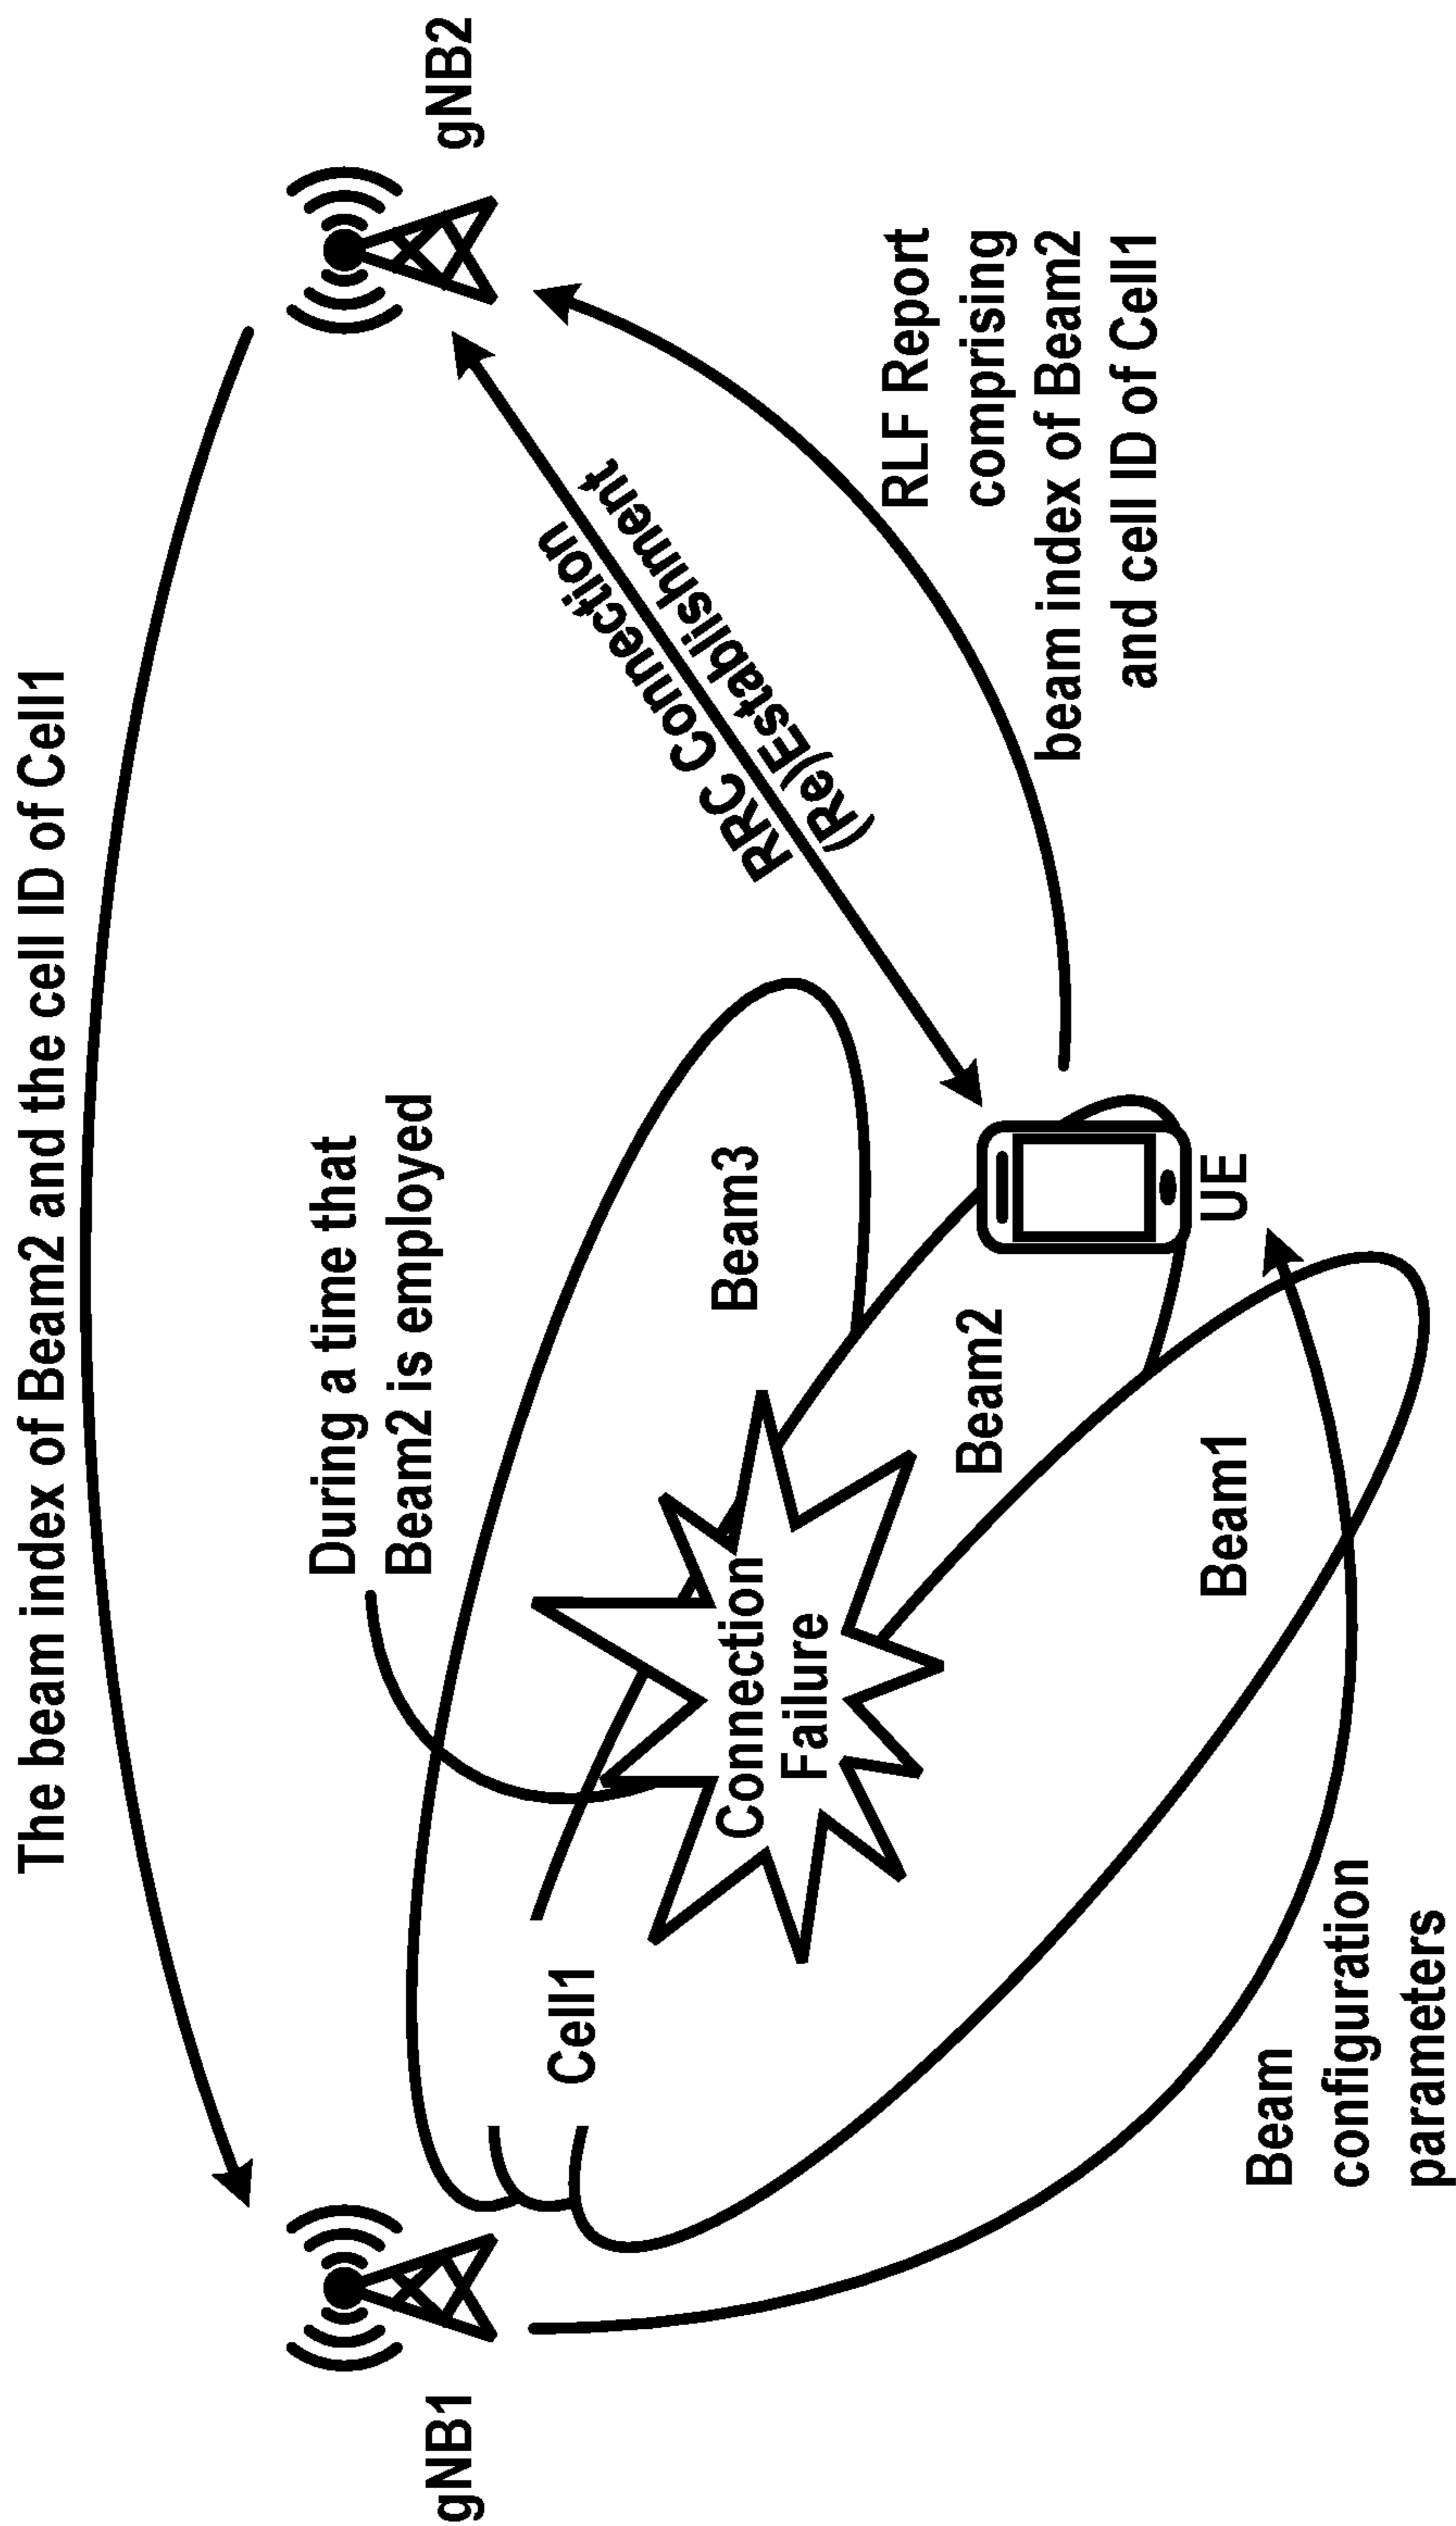 The beam index of Beam2 and the cell ID of Cell1
gNB1
gNB2
During a time that
Beam2 is employed
Cell1
Connection
Failure
Beam3
RRC Connection
(Re)Establishment
Beam2
RLF Report
comprising
beam index of Beam2
and cell ID of Cell1
Beam1
UE
Beam
configuration
parameters